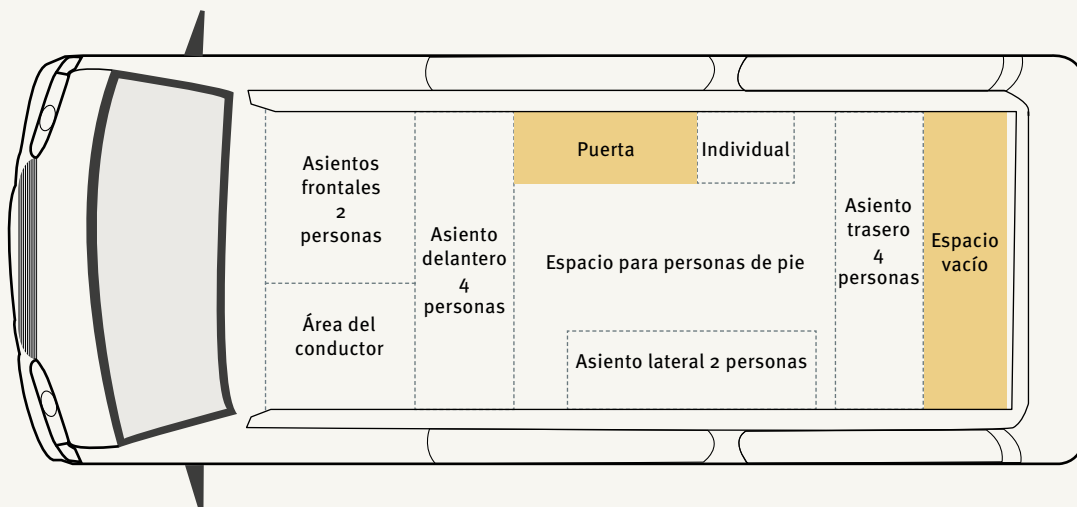 Asientos
frontales
2
personas
Área del
conductor
Asiento
delantero
4
personas
Puerta
Individual
Espacio para personas de pie
Asiento lateral 2 personas
Asiento
trasero
4
personas
Espacio
vacío